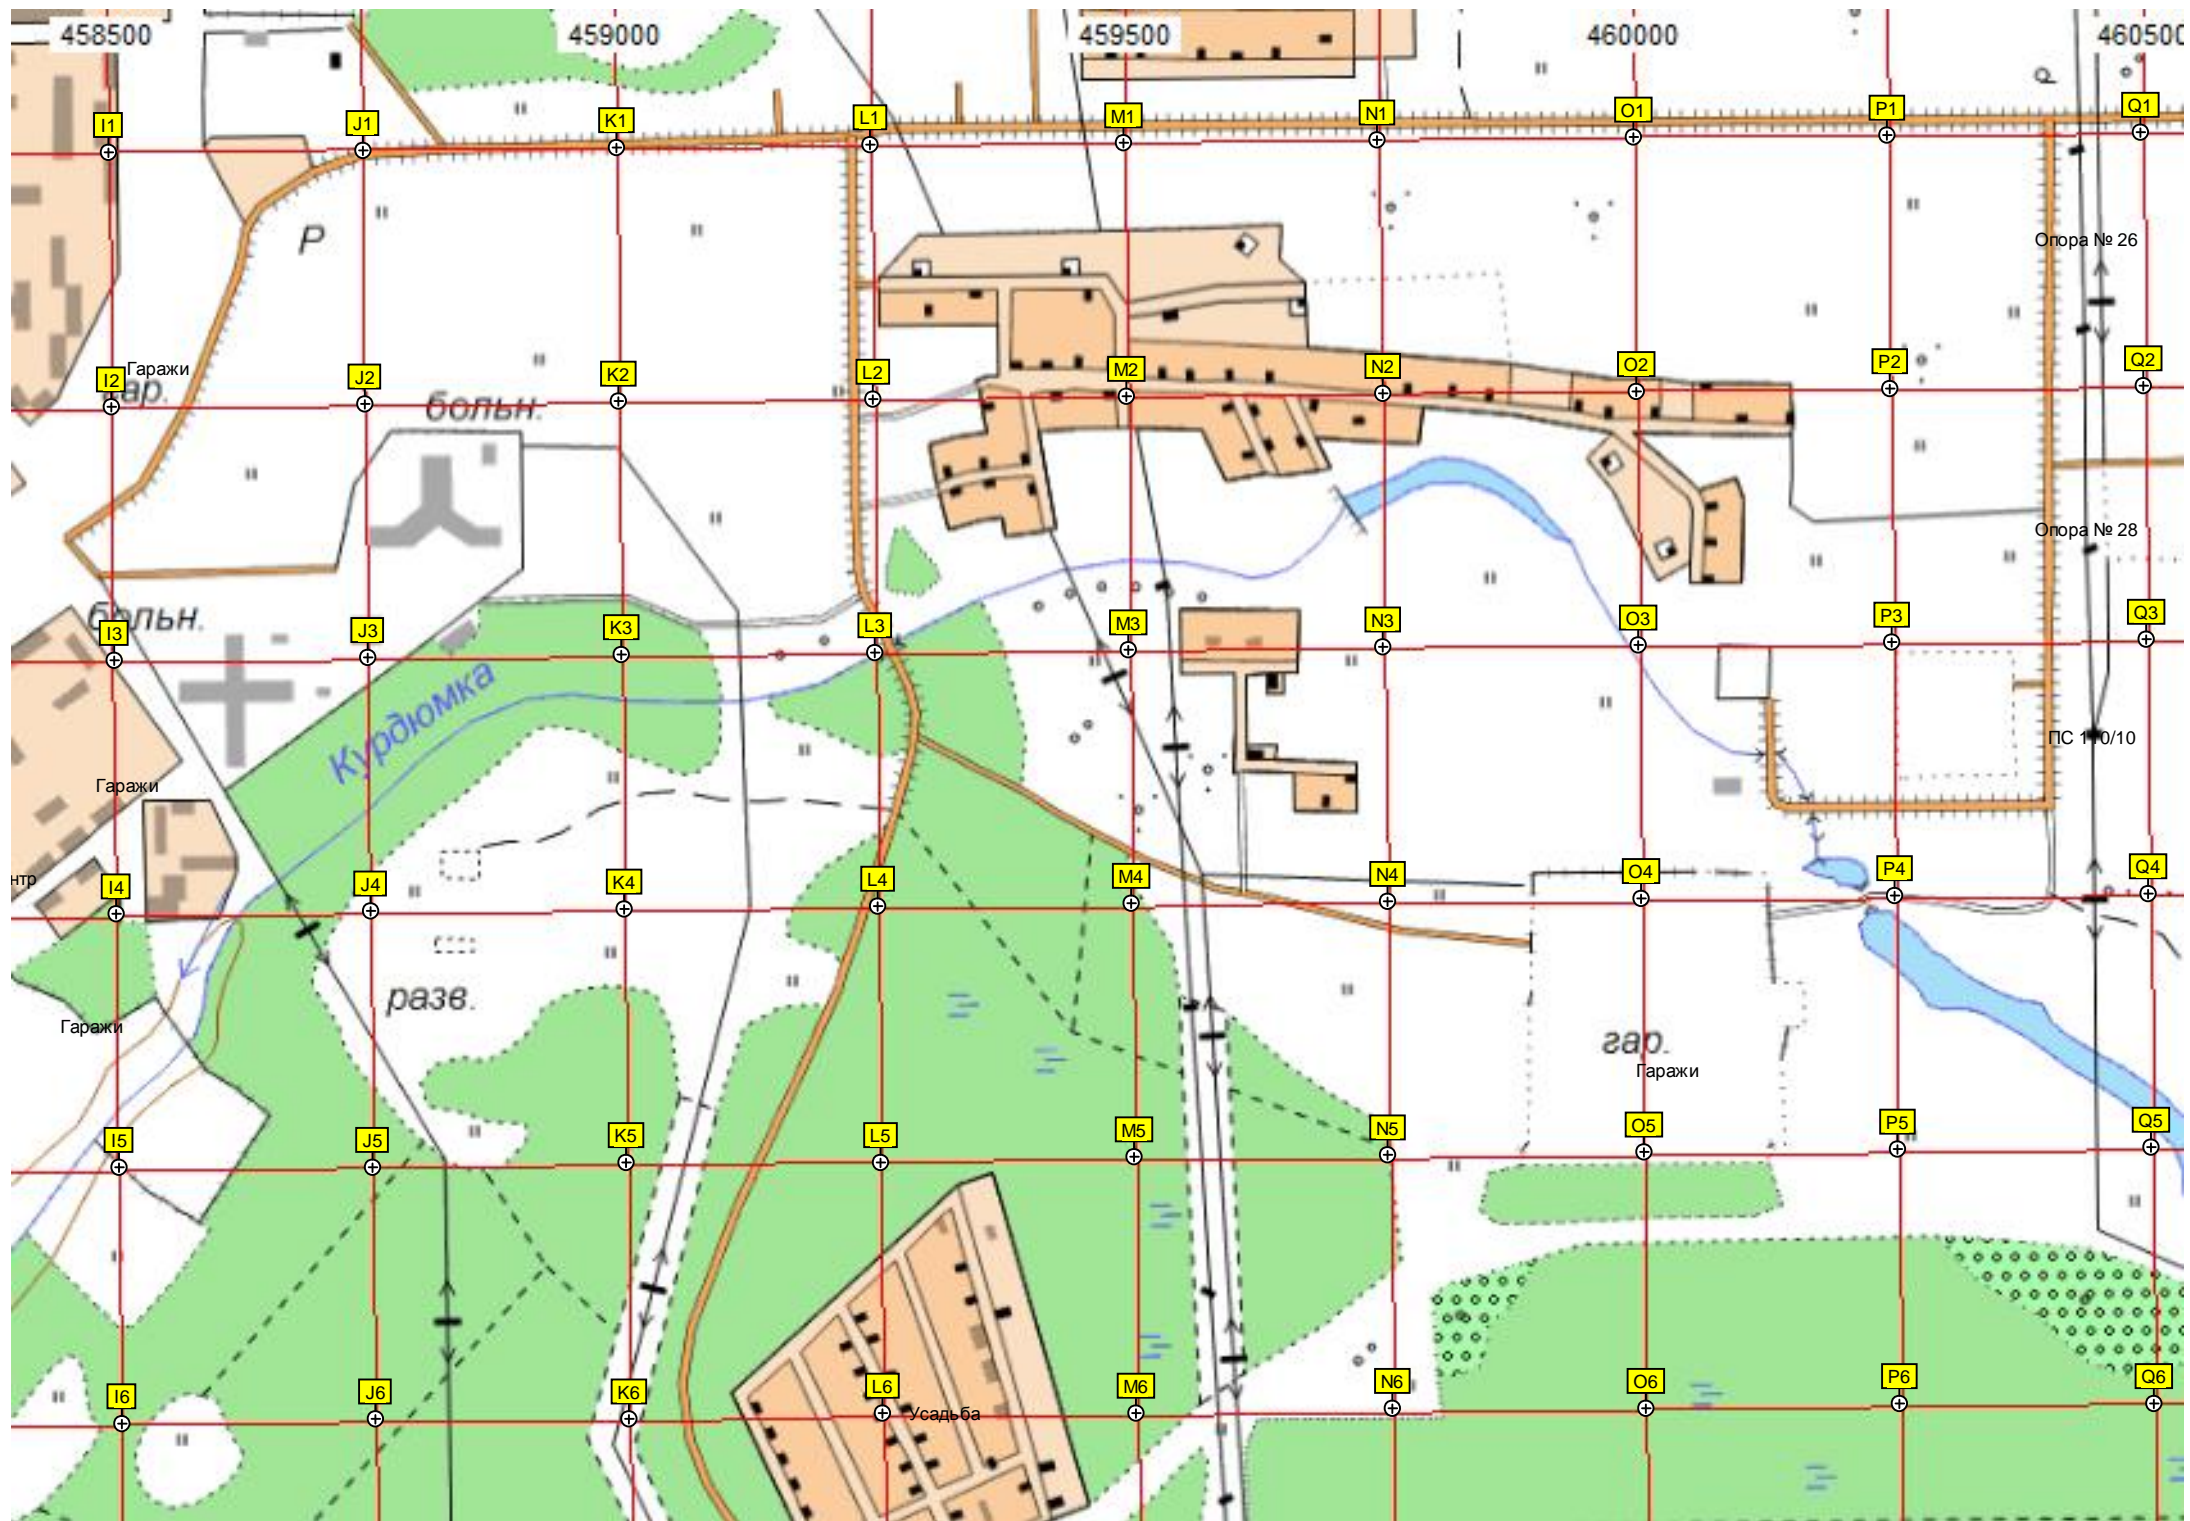 458500 459000 459500 460000 460500
I1 J1 K1 L1 M1 N1 O1 P1 Q1
Р
Опора № 26
Гаражи
I2 J2 K2 L2 M2 N2 O2 P2 Q2
больн.
Опора № 28
больн.
I3 J3 K3 L3 M3 N3 O3 P3 Q3
Курдюмка
ПС 110/10
Гаражи
нтр
I4 J4 K4 L4 M4 N4 O4 P4 Q4
разв.
Гаражи
гар.
Гаражи
I5 J5 K5 L5 M5 N5 O5 P5 Q5
I6 J6 K6 L6 M6 N6 O6 P6 Q6
Усадьба